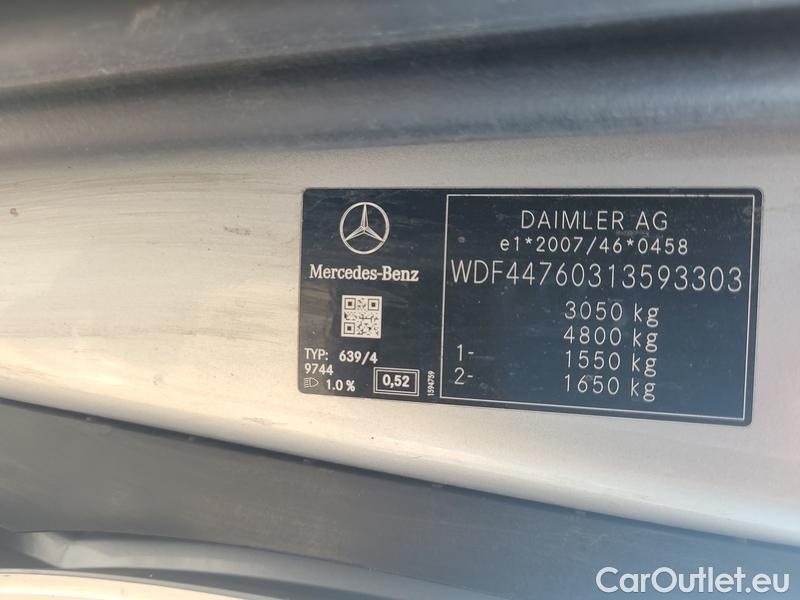 Mercedes-Benz
TYP: 639/4
9744
1.0 %
0,52
1594759
DAIMLER AG
e1*2007/46*0458
WDF44760313593303
3050 kg
4800 kg
1- 1550 kg
2- 1650 kg
CarOutlet.eu